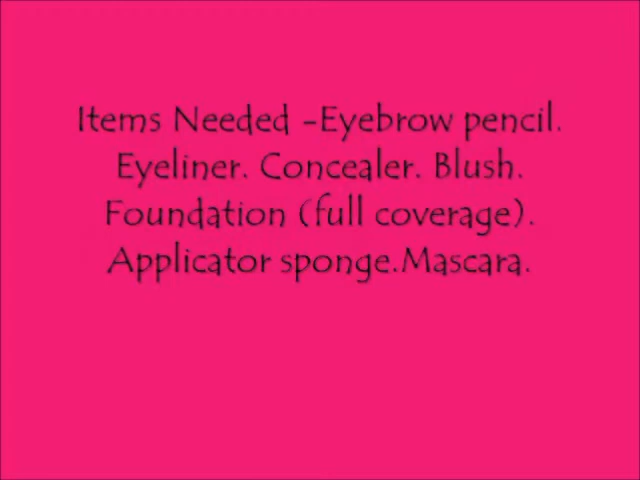 Items Needed -Eyebrow pencil.
Eyeliner. Concealer. Blush.
Foundation (full coverage).
Applicator sponge.Mascara.